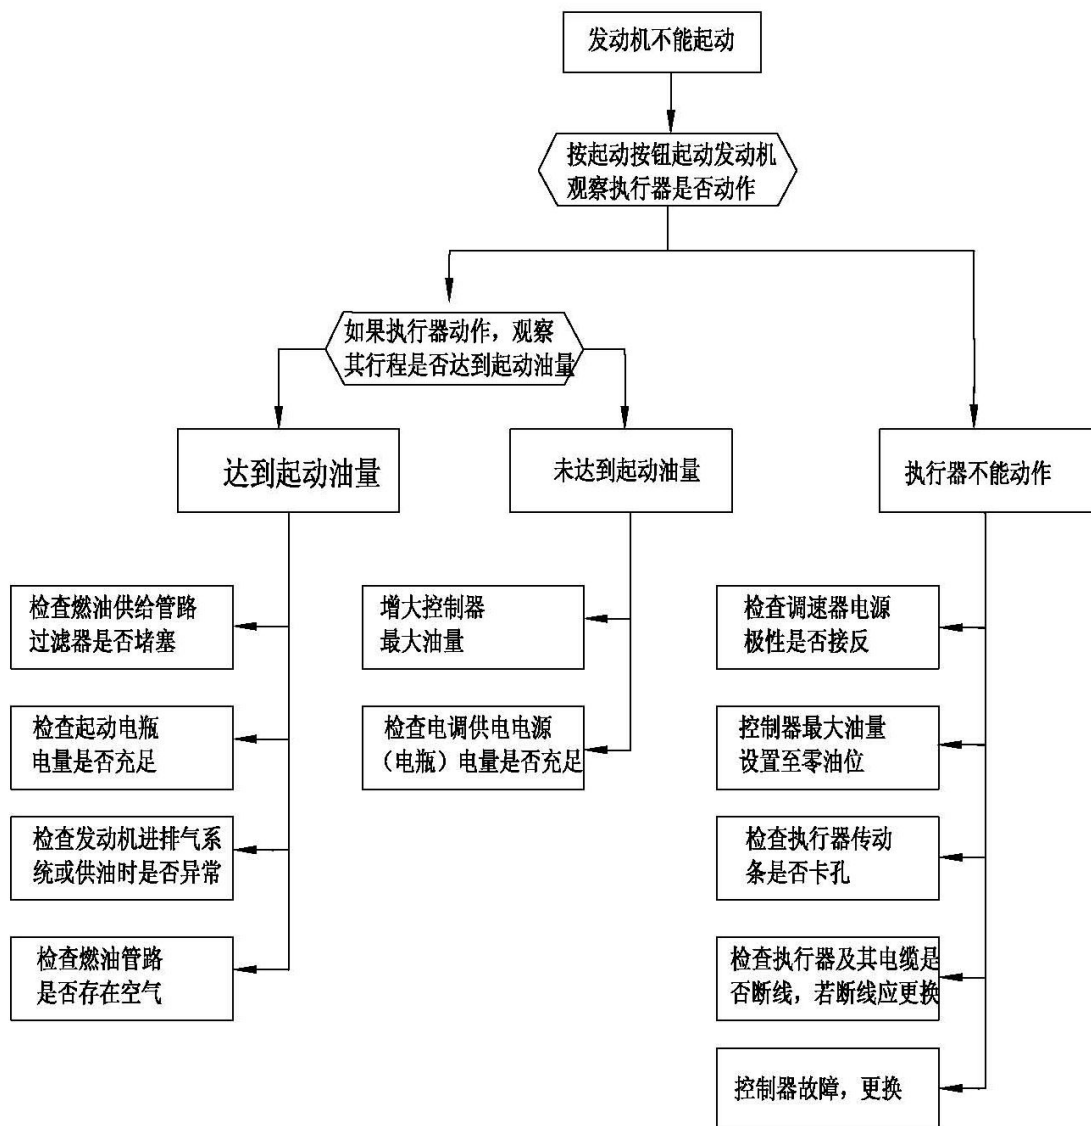 发动机不能起动
按起动按钮起动发动机
观察执行器是否动作
如果执行器动作，观察
其行程是否达到起动油量
达到起动油量
未达到起动油量
执行器不能动作
检查燃油供给管路
过滤器是否堵塞
检查起动电瓶
电量是否充足
检查发动机进排气系
统或供油时是否异常
检查燃油管路
是否存在空气
增大控制器
最大油量
检查电调供电电源
（电瓶）电量是否充足
检查调速器电源
极性是否接反
控制器最大油量
设置至零油位
检查执行器传动
条是否卡孔
检查执行器及其电缆是
否断线，若断线应更换
控制器故障，更换